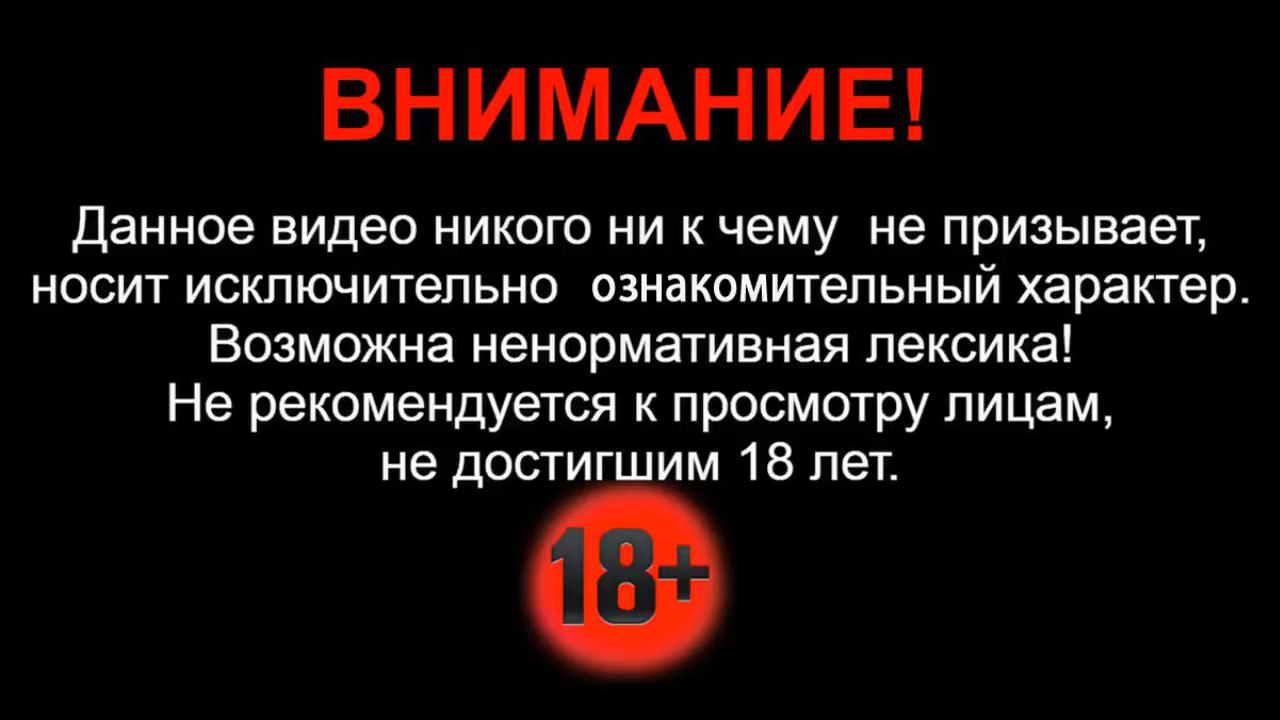 ВНИМАНИЕ!
Данное видео никого ни к чему не призывает,
носит исключительно ознакомительный характер.
Возможна ненормативная лексика!
Не рекомендуется к просмотру лицам,
не достигшим 18 лет.
18+